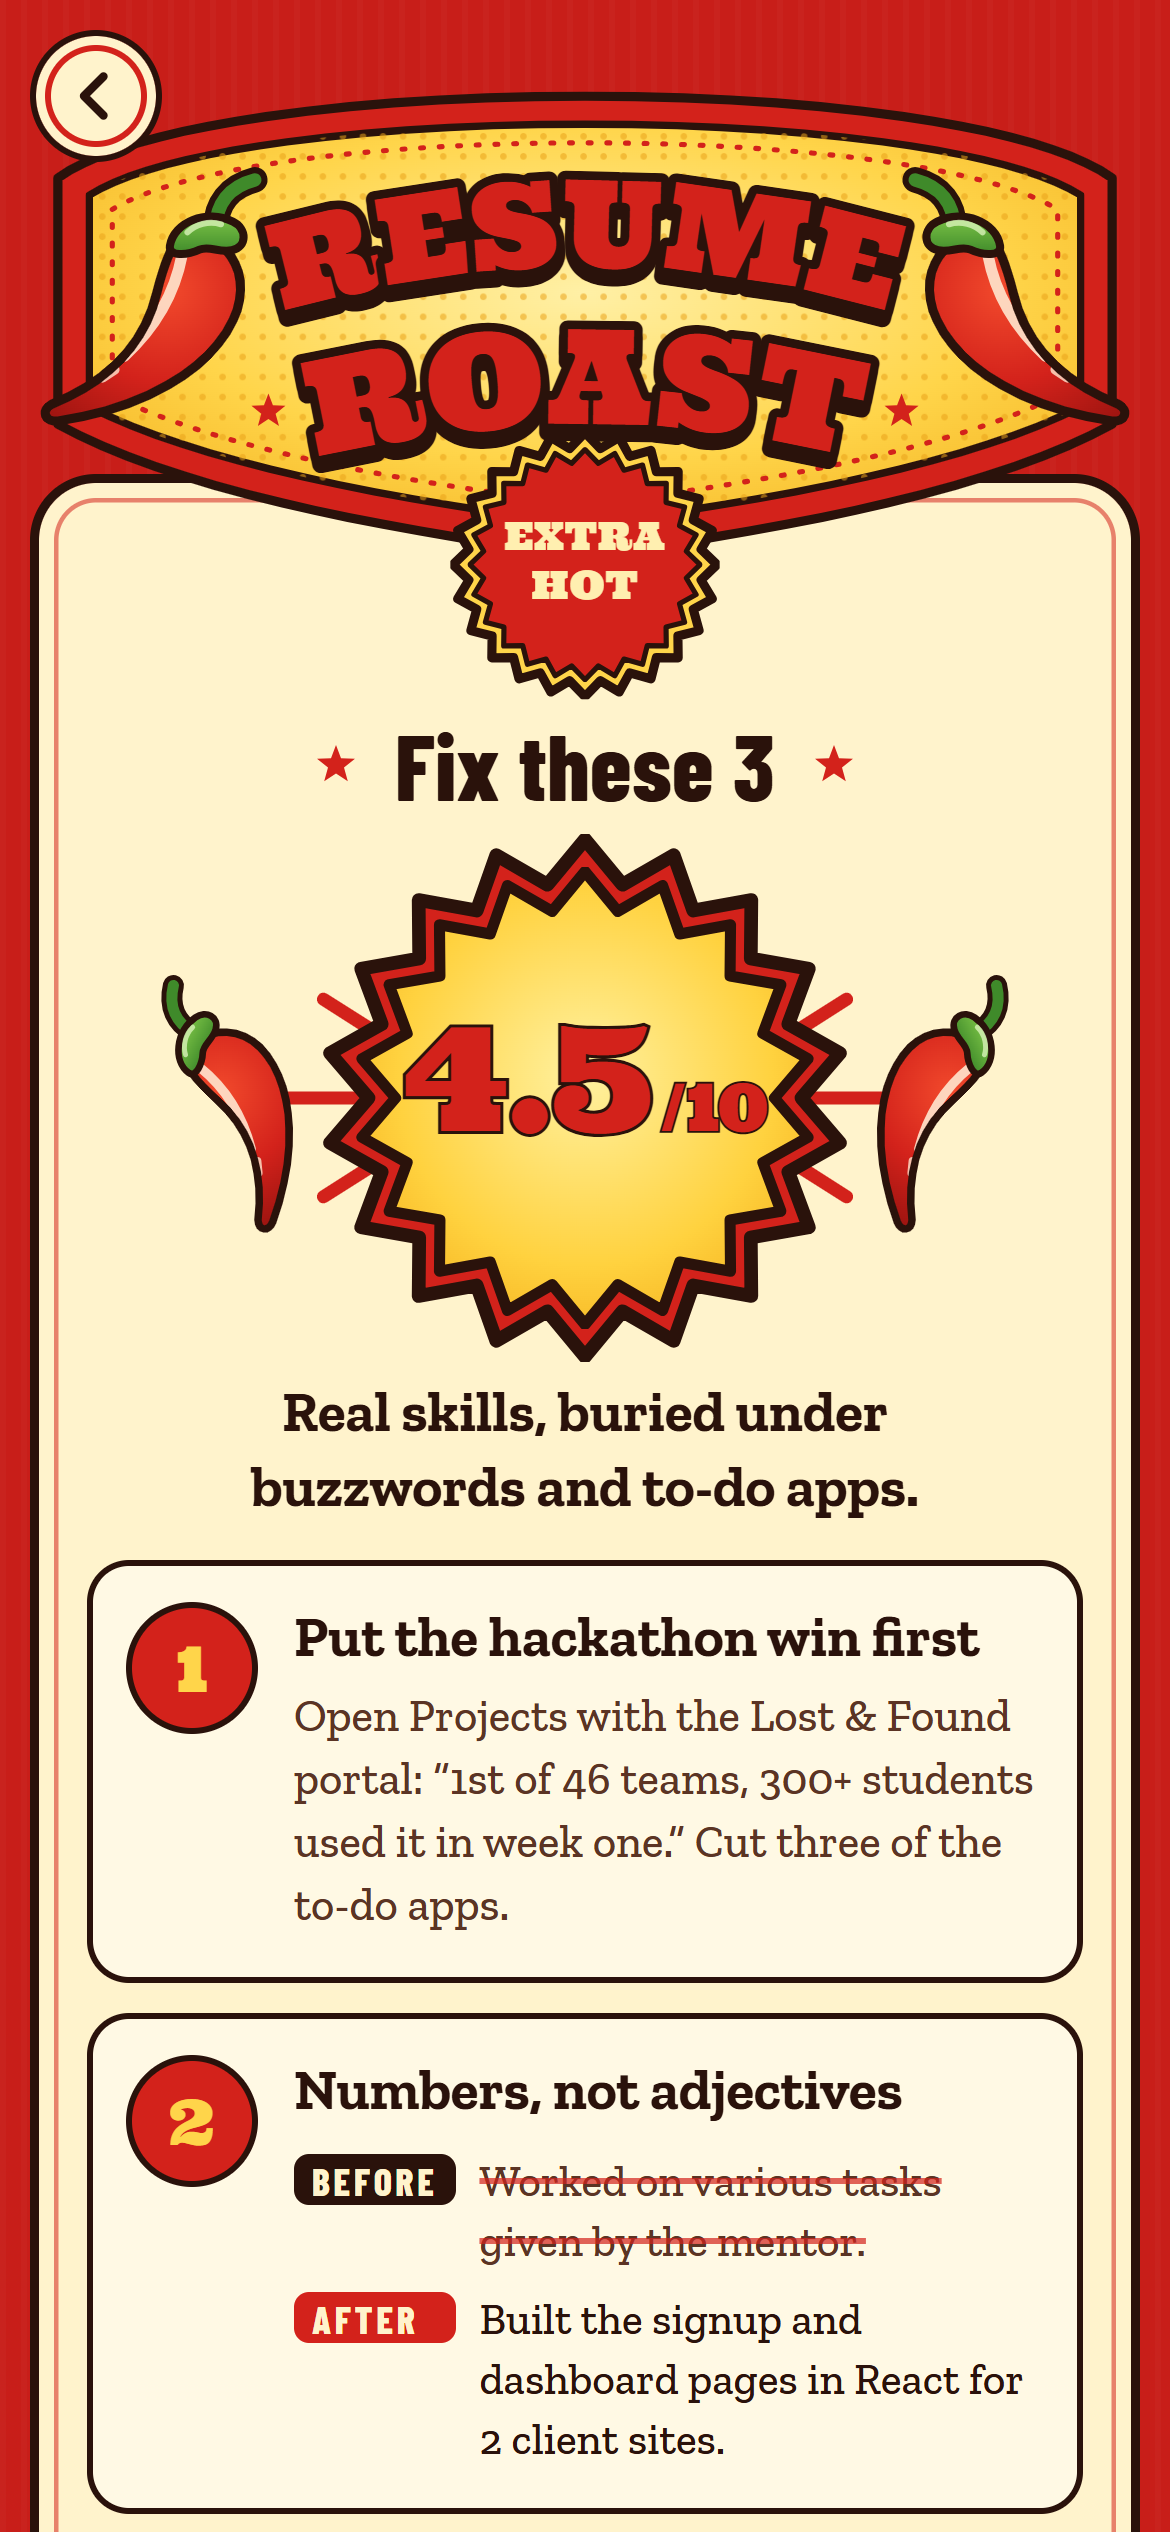 RESUME
ROAST
EXTRA
HOT
Fix these 3
4.5/10
Real skills, buried under
buzzwords and to-do apps.
1
Put the hackathon win first
Open Projects with the Lost & Found
portal: "1st of 46 teams, 300+ students
used it in week one." Cut three of the
to-do apps.
2
Numbers, not adjectives
BEFORE
Worked on various tasks
given by the mentor.
AFTER
Built the signup and
dashboard pages in React for
2 client sites.